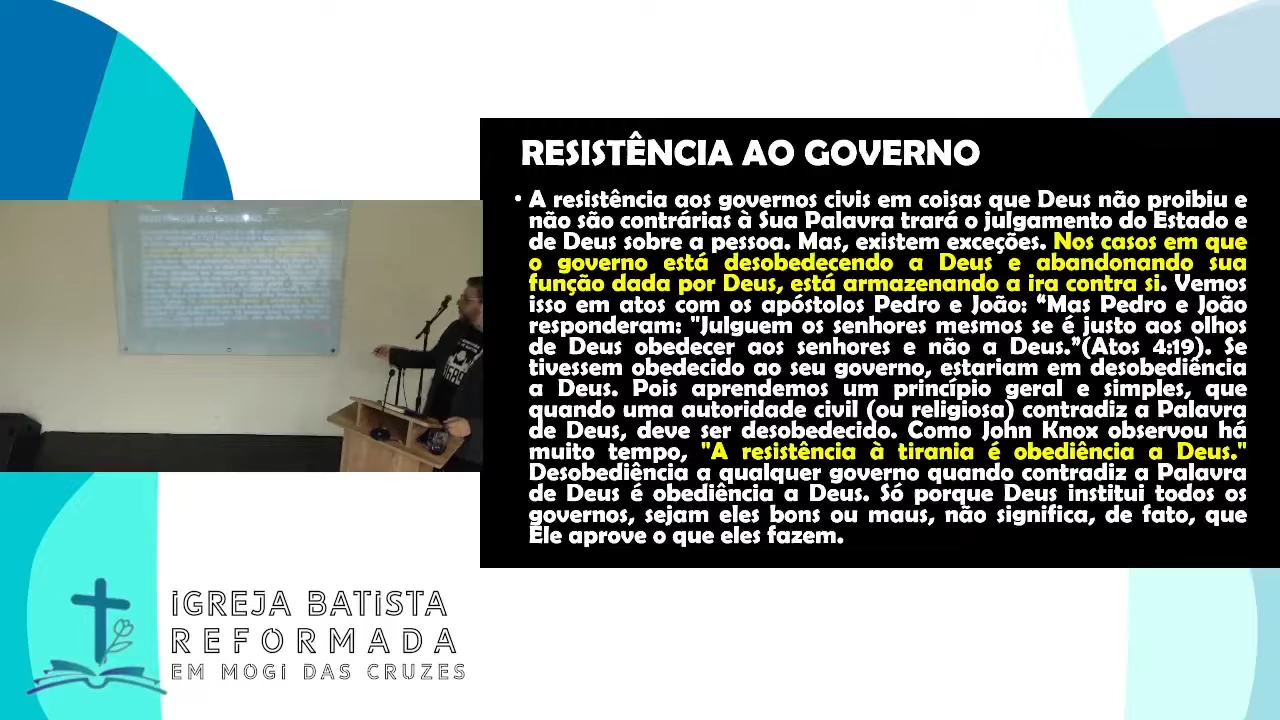 RESISTÊNCIA AO GOVERNO
• A resistência aos governos civis em coisas que Deus não proibiu e
não são contrárias à Sua Palavra trará o julgamento do Estado e
de Deus sobre a pessoa. Mas, existem exceções. Nos casos em que
o governo está desobedecendo a Deus e abandonando sua
função dada por Deus, está armazenando a ira contra si. Vemos
isso em atos com os apóstolos Pedro e João: “Mas Pedro e João
responderam: "Julguem os senhores mesmos se é justo aos olhos
de Deus obedecer aos senhores e não a Deus.”(Atos 4:19). Se
tivessem obedecido ao seu governo, estariam em desobediência
a Deus. Pois aprendemos um princípio geral e simples, que
quando uma autoridade civil (ou religiosa) contradiz a Palavra
de Deus, deve ser desobedecido. Como John Knox observou há
muito tempo, "A resistência à tirania é obediência a Deus."
Desobediência a qualquer governo quando contradiz a Palavra
de Deus é obediência a Deus. Só porque Deus institui todos os
governos, sejam eles bons ou maus, não significa, de fato, que
Ele aprove o que eles fazem.
RESISTÊNCIA AO GOVERNO
iGREJA BATiSTA
REFORMADA
EM MOGi DAS CRUZES